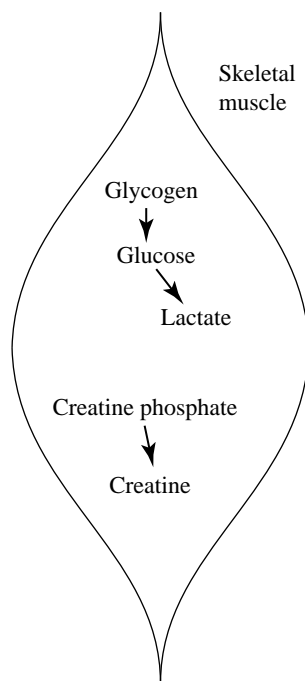 Skeletal
muscle
Glycogen
Glucose
Lactate
Creatine phosphate
Creatine